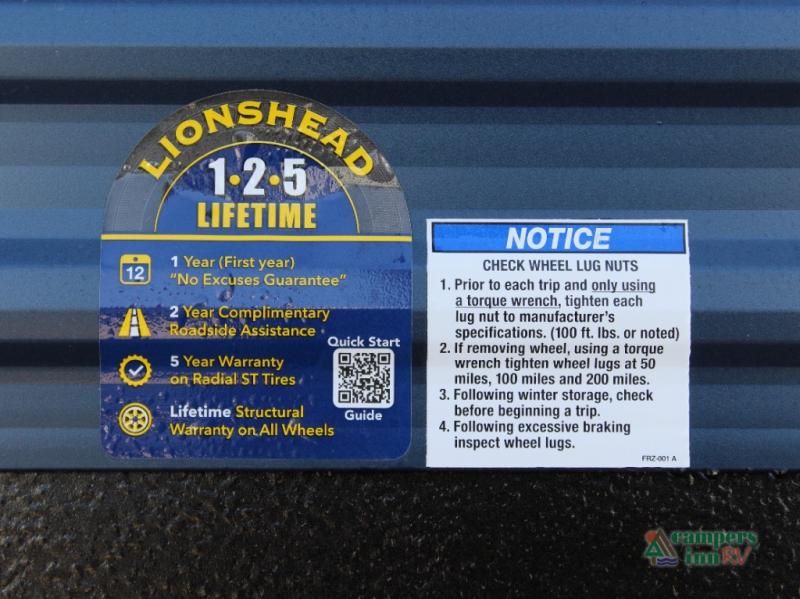 LIONSHEAD
1•2•5
LIFETIME
12
1 Year (First year)
"No Excuses Guarantee"
2 Year Complimentary
Roadside Assistance
5 Year Warranty
on Radial ST Tires
Lifetime Structural
Warranty on All Wheels
Quick Start
Guide
NOTICE
CHECK WHEEL LUG NUTS
1. Prior to each trip and only using
a torque wrench, tighten each
lug nut to manufacturer's
specifications. (100 ft. lbs. or noted)
2. If removing wheel, using a torque
wrench tighten wheel lugs at 50
miles, 100 miles and 200 miles.
3. Following winter storage, check
before beginning a trip.
4. Following excessive braking
inspect wheel lugs.
FRZ-001 A
campers
inn RV